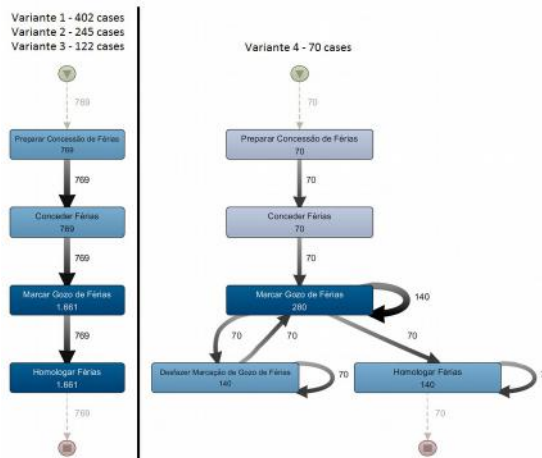 Variante 1 - 402 cases
Variante 2 - 245 cases
Variante 3 - 122 cases
769
Preparar Concessão de Férias
769
769
Conceder Férias
769
769
Marcar Gozo de Férias
1.661
769
Homologar Férias
1.661
769
Variante 4 - 70 cases
70
Preparar Concessão de Férias
70
70
Conceder Férias
70
70
Marcar Gozo de Férias
280
140
70
70
70
Desfazer Marcação de Gozo de Férias
140
70
Homologar Férias
140
70